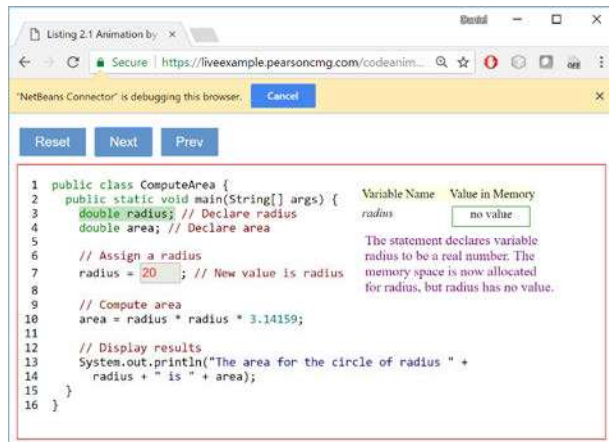 Listing 2.1 Animation by
Secure | https://liveexample.pearsoncmg.com/codeanim...
"NetBeans Connector" is debugging this browser. Cancel
Reset Next Prev
1 public class ComputeArea {
2 public static void main(String[] args) {
3 double radius; // Declare radius
4 double area; // Declare area
5
6 // Assign a radius
7 radius = 20 ; // New value is radius
8
9 // Compute area
10 area = radius * radius * 3.14159;
11
12 // Display results
13 System.out.println("The area for the circle of radius " +
14 radius + " is " + area);
15 }
16 }
Variable Name Value in Memory
radius no value
The statement declares variable
radius to be a real number. The
memory space is now allocated
for radius, but radius has no value.